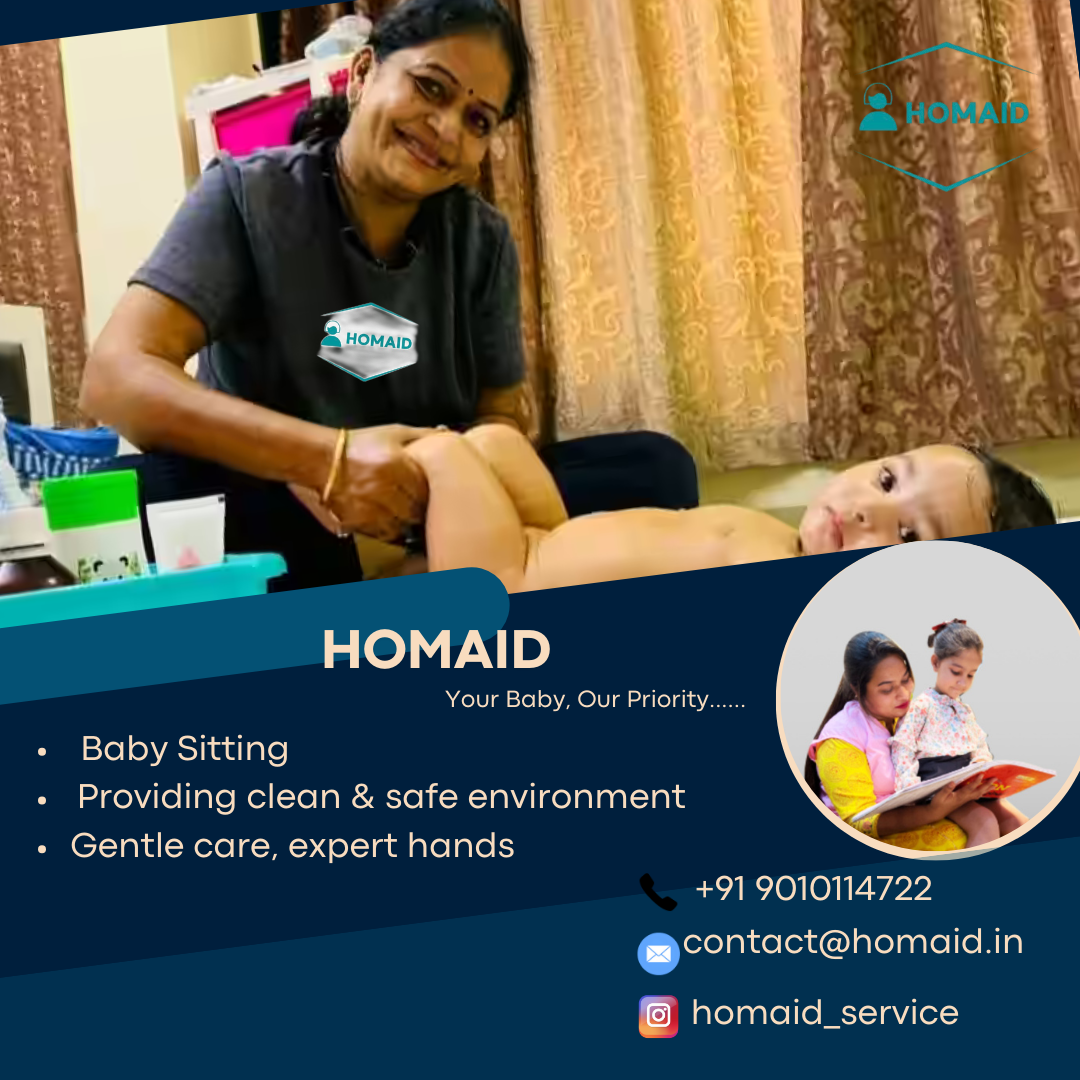 HOMAID
HOMAID
HOMAID
Your Baby, Our Priority......
• Baby Sitting
• Providing clean & safe environment
• Gentle care, expert hands
+91 9010114722
contact@homaid.in
homaid_service